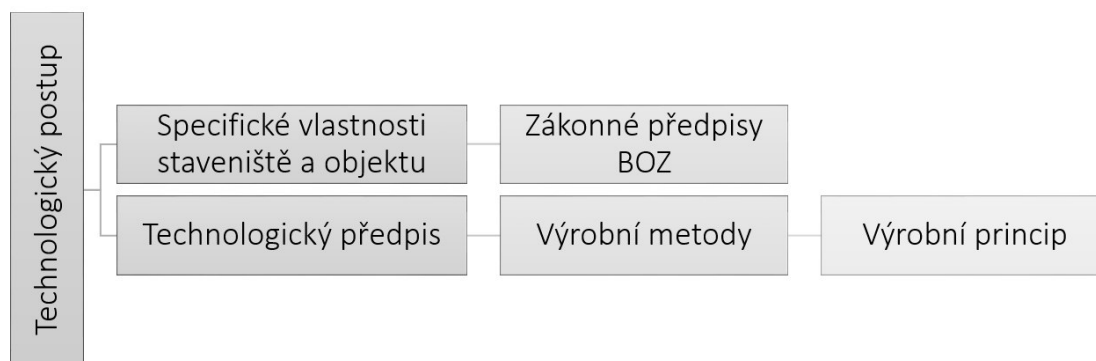 Technologický postup
Specifické vlastnosti
staveniště a objektu
Zákonné předpisy
BOZ
Technologický předpis
Výrobní metody
Výrobní princip